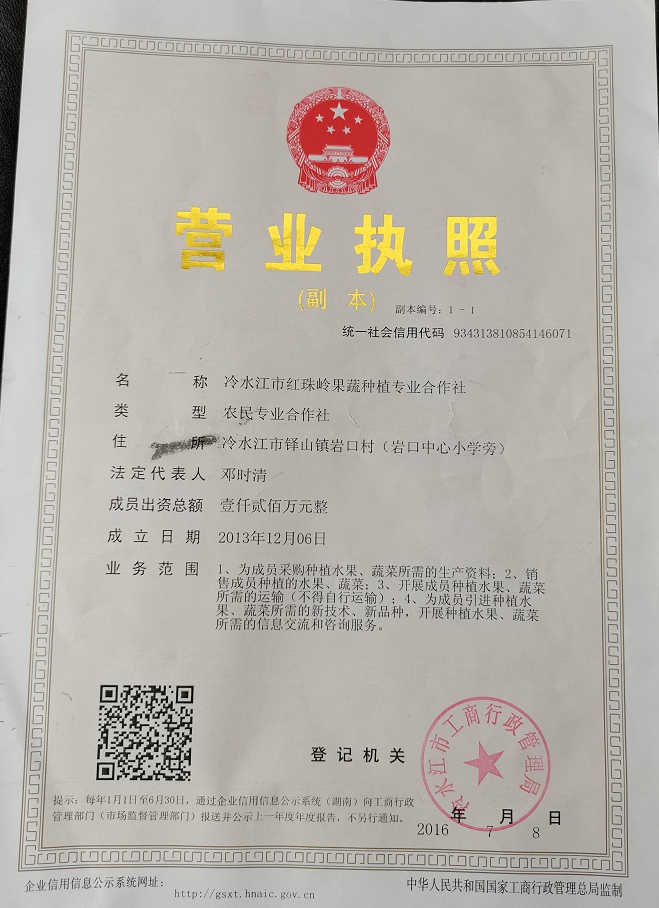 营业执照
(副 本)
副本编号：1-1
统一社会信用代码 934313810854146071
名 称 冷水江市红珠岭果蔬种植专业合作社
类 型 农民专业合作社
住 所 冷水江市铎山镇岩口村（岩口中心小学旁）
法定代表人 邓时清
成员出资总额 壹仟贰佰万元整
成立日期 2013年12月06日
业务范围 1、为成员采购种植水果、蔬菜所需的生产资料；2、销
售成员种植的水果、蔬菜；3、开展成员种植水果、蔬菜
所需的运输（不得自行运输）；4、为成员引进种植水
果、蔬菜所需的新技术、新品种，开展种植水果、蔬菜
所需的信息交流和咨询服务。
登记机关
冷水江市工商行政管理局
2016年7月8日
提示：每年1月1日至6月30日，通过企业信用信息公示系统（湖南）向工商行政
管理部门（市场监督管理部门）报送并公示上一年度年度报告，不另行通知。
企业信用信息公示系统网址：
http://gsxt.hnaic.gov.cn
中华人民共和国国家工商行政管理总局监制